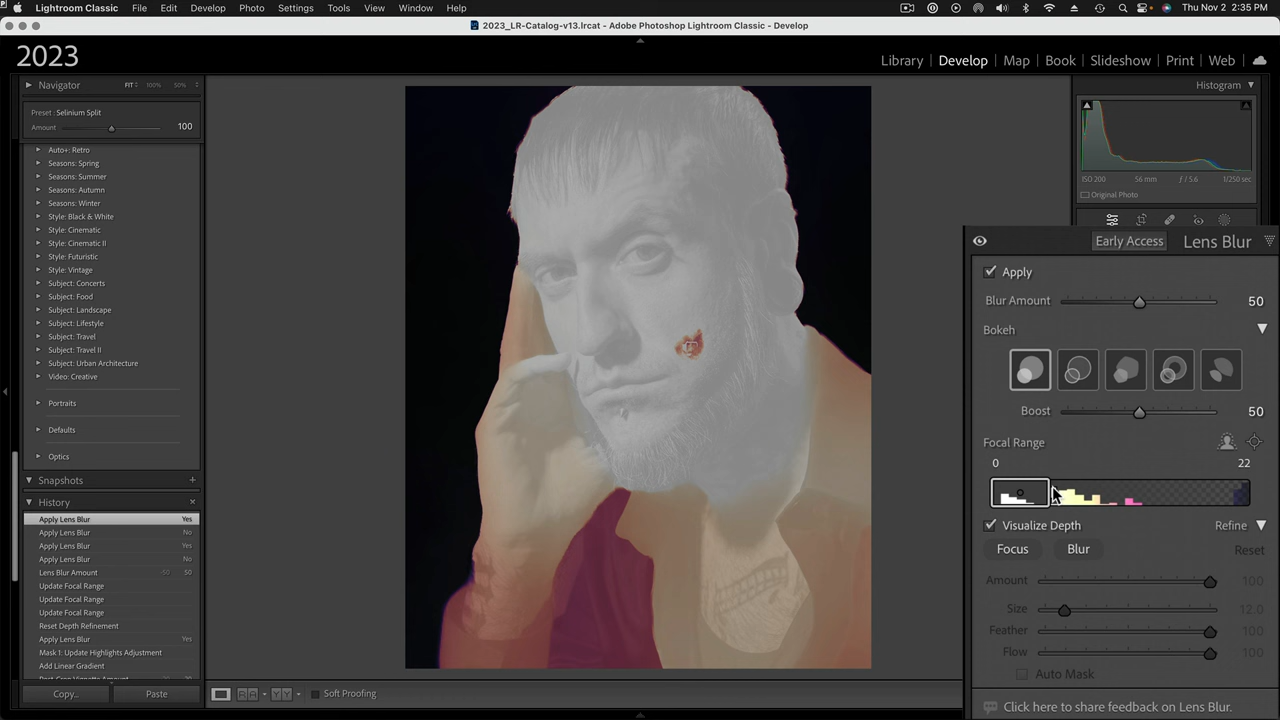 Lightroom Classic File Edit Develop Photo Settings Tools View Window Help Thu Nov 2 2:35 PM
2023_LR-Catalog-v13.lrcat - Adobe Photoshop Lightroom Classic - Develop
2023
Library Develop Map Book Slideshow Print Web
Navigator FIT 100% 50%
Preset : Selinium Split
Amount 100
Auto+: Retro
Seasons: Spring
Seasons: Summer
Seasons: Autumn
Seasons: Winter
Style: Black & White
Style: Cinematic
Style: Cinematic II
Style: Futuristic
Style: Vintage
Subject: Concerts
Subject: Food
Subject: Landscape
Subject: Lifestyle
Subject: Travel
Subject: Travel II
Subject: Urban Architecture
Video: Creative
Portraits
Defaults
Optics
Snapshots
History
Apply Lens Blur Yes
Apply Lens Blur No
Apply Lens Blur Yes
Apply Lens Blur No
Lens Blur Amount -50 50
Update Focal Range
Update Focal Range
Update Focal Range
Reset Depth Refinement
Apply Lens Blur Yes
Mask 1: Update Highlights Adjustment
Add Linear Gradient
Copy... Paste
Soft Proofing
Histogram
ISO 200 56 mm ƒ / 5.6 1/250 sec
Original Photo
Early Access Lens Blur
Apply
Blur Amount 50
Bokeh
Boost 50
Focal Range
0 22
Visualize Depth Refine
Focus Blur Reset
Amount 100
Size 12.0
Feather 100
Flow 100
Auto Mask
Click here to share feedback on Lens Blur.